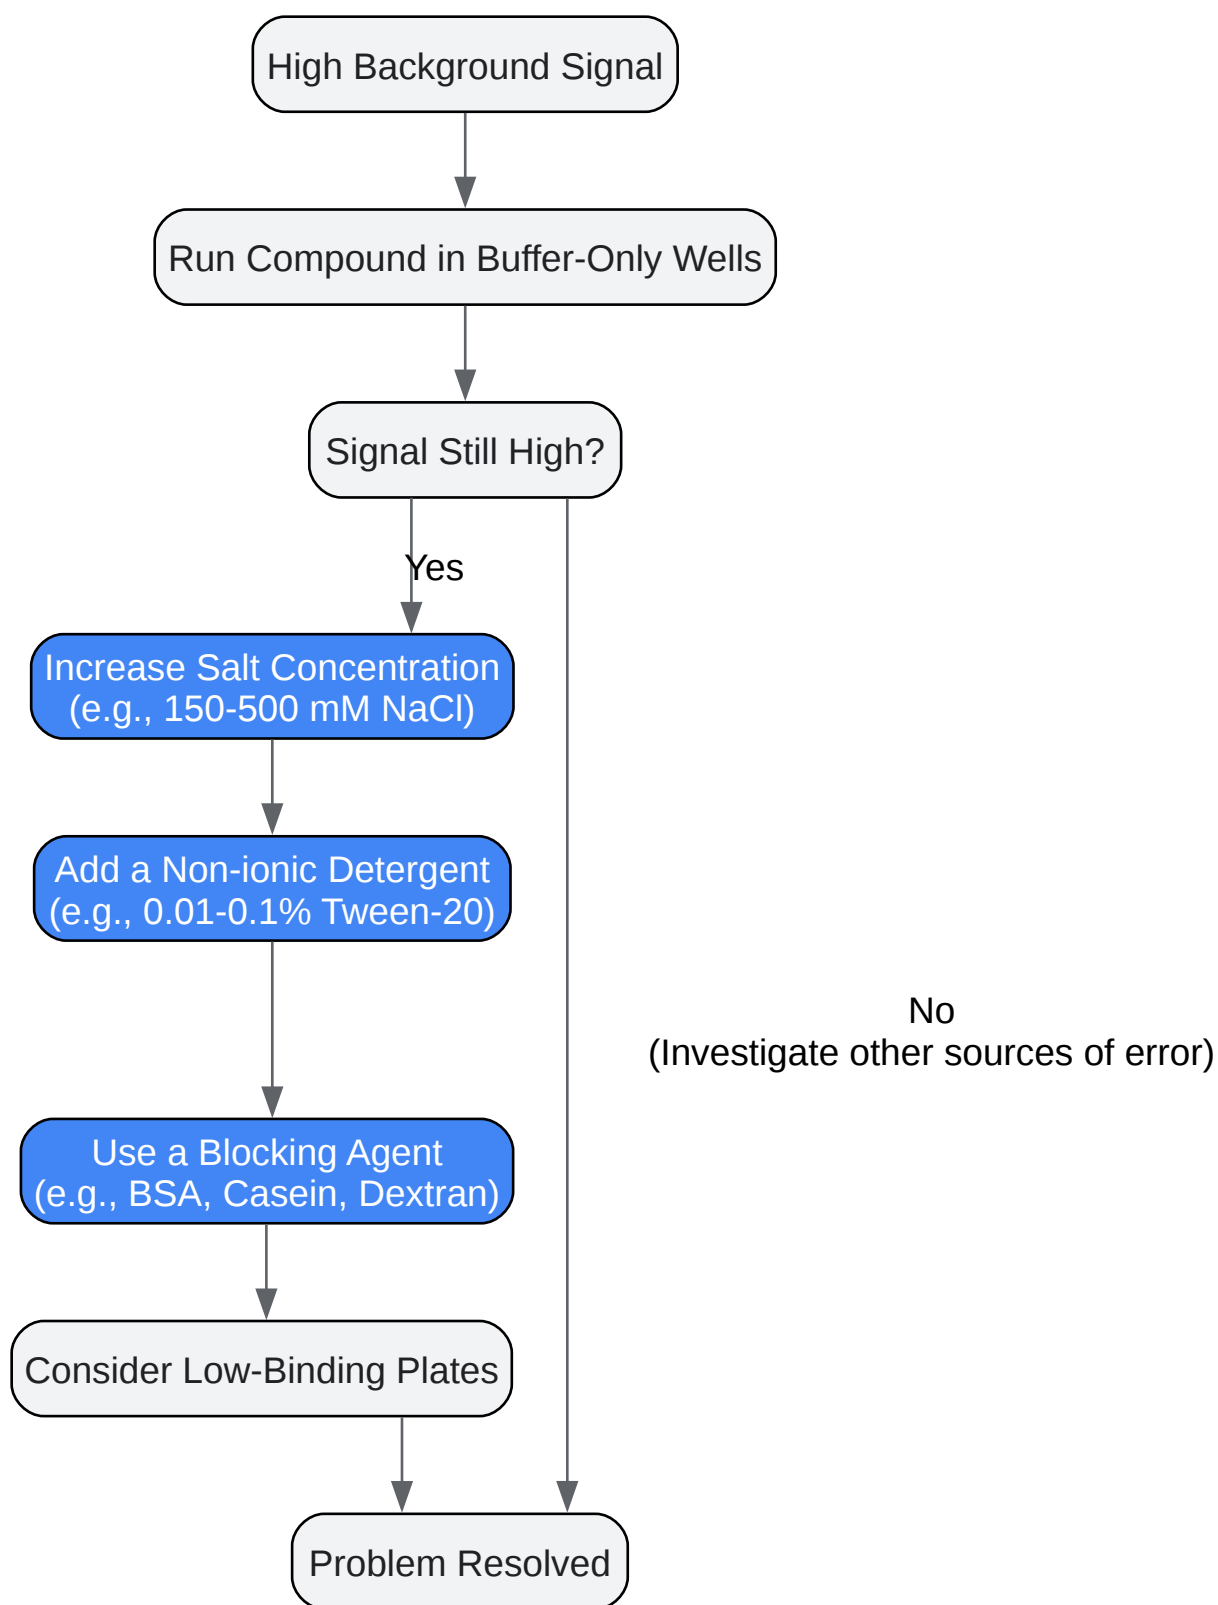 High Background Signal
Run Compound in Buffer-Only Wells
Signal Still High?
Yes
Increase Salt Concentration
(e.g., 150-500 mM NaCl)
Add a Non-ionic Detergent
(e.g., 0.01-0.1% Tween-20)
No
(Investigate other sources of error)
Use a Blocking Agent
(e.g., BSA, Casein, Dextran)
Consider Low-Binding Plates
Problem Resolved